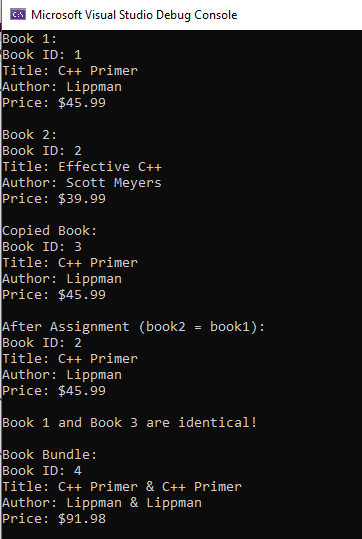 Microsoft Visual Studio Debug Console
Book 1:
Book ID: 1
Title: C++ Primer
Author: Lippman
Price: $45.99
Book 2:
Book ID: 2
Title: Effective C++
Author: Scott Meyers
Price: $39.99
Copied Book:
Book ID: 3
Title: C++ Primer
Author: Lippman
Price: $45.99
After Assignment (book2 = book1):
Book ID: 2
Title: C++ Primer
Author: Lippman
Price: $45.99
Book 1 and Book 3 are identical!
Book Bundle:
Book ID: 4
Title: C++ Primer & C++ Primer
Author: Lippman & Lippman
Price: $91.98